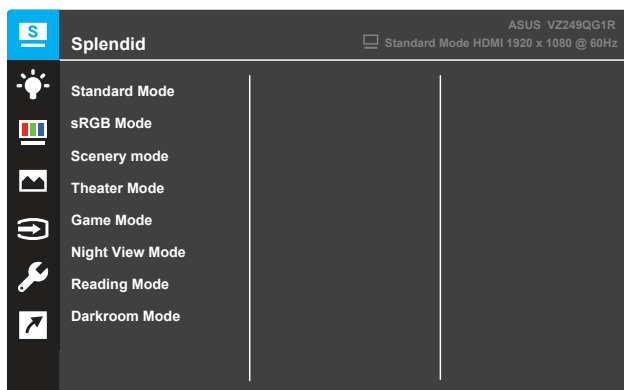 S
ASUS VZ249QG1R
Splendid
Standard Mode HDMI 1920 x 1080 @ 60Hz
Standard Mode
sRGB Mode
Scenery mode
Theater Mode
Game Mode
Night View Mode
Reading Mode
Darkroom Mode